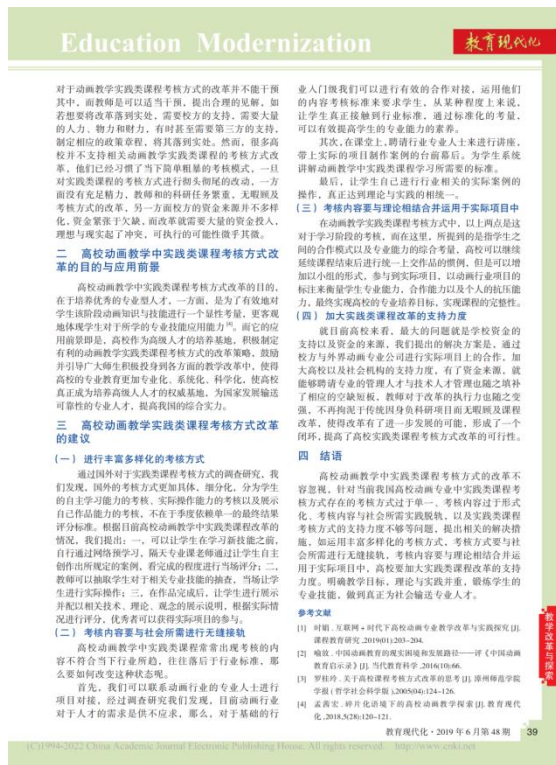 Education Modernization
教育现代化
对于动画教学实践类课程考核方式的改革并不能干预
其中，而教师是可以适当干预，提出合理的见解，如
若想要将改革落到实处，需要校方的支持，需要大量
的人力、物力和财力，有时甚至需要第三方的支持，
制定相应的政策章程，将其落到实处。然而，很多高
校并不支持相关动画教学实践类课程的考核方式改
革，他们已经习惯了当下简单粗暴的考核模式，一旦
对实践类课程的考核方式进行彻头彻尾的改动，一方
面没有充足精力，教师和的科研任务繁重，无暇顾及
考核方式的改革，另一方面校方的资金来源并不多样
化，资金紧张于欠缺，而改革就需要大量的资金投入，
理想与现实起了冲突，可执行的可能性微乎其微。
二　高校动画教学中实践类课程考核方式改
革的目的与应用前景
高校动画教学中实践类课程考核方式改革的目的，
在于培养优秀的专业型人才，一方面，是为了有效地对
学生该阶段动画知识与技能进行一个显性考量，更客观
地体现学生对于所学的专业技能应用能力[4]。而它的应
用前景即是，高校作为高级人才的培养基地，积极制定
有利的动画教学实践类课程考核方式的改革策略，鼓励
并引导广大师生积极投身到各方面的教学改革中，使得
高校的专业教育更加专业化、系统化、科学化，使高校
真正成为培养高级人才的权威基地，为国家发展输送
可靠性的专业人才，提高我国的综合实力。
三　高校动画教学实践类课程考核方式改革
的建议
（一）进行丰富多样化的考核方式
通过国外对于实践类课程考核方式的调查研究，我
们发现，国外的考核方式更加具体，细分化，分为学生
的自主学习能力的考核、实际操作能力的考核以及展示
自己作品能力的考核，不在于季度依赖单一的最终结果
评分标准。根据目前高校动画教学中实践类课程改革的
情况，我们提出：一，可以让学生在学习新技能之前，
自行通过网络预学习，隔天专业课老师通过让学生自主
创作出所规定的案例，看完成的程度进行当场评分；二，
教师可以抽取学生对于相关专业技能的抽查，当场让学
生进行实际操作；三，在作品完成后，让学生进行展示
并配以相关技术、理论、观念的展示说明，根据实际情
况进行评分，优秀者可以获得实际项目的参与。
（二）考核内容要与社会所需进行无缝接轨
高校动画教学中实践类课程常常出现考核的内
容不符合当下行业所趋，往往落后于行业标准，那
么要如何改变这种状态呢。
首先，我们可以联系动画行业的专业人士进行
项目对接，经过调查研究我们发现，目前动画行业
对于人才的需求是供不应求，那么，对于基础的行
业入门级我们可以进行有效的合作对接，运用他们
的内容考核标准来要求学生，从某种程度上来说，
让学生真正接触到行业标准，通过标准化的考量，
可以有效提高学生的专业能力的素养。
其次，在课堂上，聘请行业专业人士来进行讲座，
带上实际的项目制作案例的台前幕后。为学生系统
讲解动画教学中实践类课程学习所需要的标准。
最后，让学生自己进行行业相关的实际案例的
操作，真正达到理论与实践的相统一。
（三）考核内容要与理论相结合并运用于实际项目中
在动画教学实践类课程考核方式中，以上两点是这
对于学习阶段的考核，而在这里，所提到的是指学生之
间的合作模式以及专业能力的综合考量，高校可以继续
延续课程结束后进行统一上交作品的惯例，但是可以增
加以小组的形式，参与到实际项目，以动画行业项目的
标注来衡量学生专业能力，合作能力以及个人的抗压能
力，最终实现高校的专业培养目标，实现课程的完整性。
（四）加大实践类课程改革的支持力度
就目前高校来看，最大的问题就是学校资金的
支持以及资金的来源，我们提出的解决方案是，通过
校方与外界动画专业公司进行实际项目上的合作，加
大高校以及社会机构的支持力度，有了资金来源，就
能够聘请专业的管理人才与技术人才管理也随之填补
了相应的空缺短板，教师对于改革的执行力也随之变
强，不再拘泥于传统因身负科研项目而无暇顾及课程
改革，使得改革有了进一步发展的可能，形成了一个
闭环，提高了高校实践类课程考核方式改革的可行性。
四　结语
高校动画教学中实践类课程考核方式的改革不
容忽视，针对当前我国高校动画专业中实践类课程考
核方式存在的考核方式过于单一、考核内容过于形式
化、考核内容与社会所需实践脱轨，以及实践类课程
考核方式的支持力度不够等问题，提出相关的解决措
施，如运用丰富多样化的考核方式，考核方式要与社
会所需进行无缝接轨，考核内容要与理论相结合并运
用于实际项目中，高校要加大实践类课程改革的支持
力度。明确教学目标，理论与实践并重，锻炼学生的
专业技能，做到真正为社会输送专业人才。
参考文献
[1] 时娟.互联网+时代下高校动画专业教学改革与实践探究[J].
课程教育研究,2019(01):203-204.
[2] 喻放.中国动画教育的现实困境和发展路径——评《中国动画
教育启示录》[J].当代教育科学,2016(10):66.
[3] 罗桂玲.关于高校课程考核方式改革的思考[J].漳州师范学院
学报(哲学社会科学版),2005(04):124-126.
[4] 孟茜宏.碎片化语境下的高校动画教学探索[J].教育现代
化,2018,5(28):120-121.
教学改革与探索
教育现代化·2019年6月第48期　39
(C)1994-2022 China Academic Journal Electronic Publishing House. All rights reserved. http://www.cnki.net